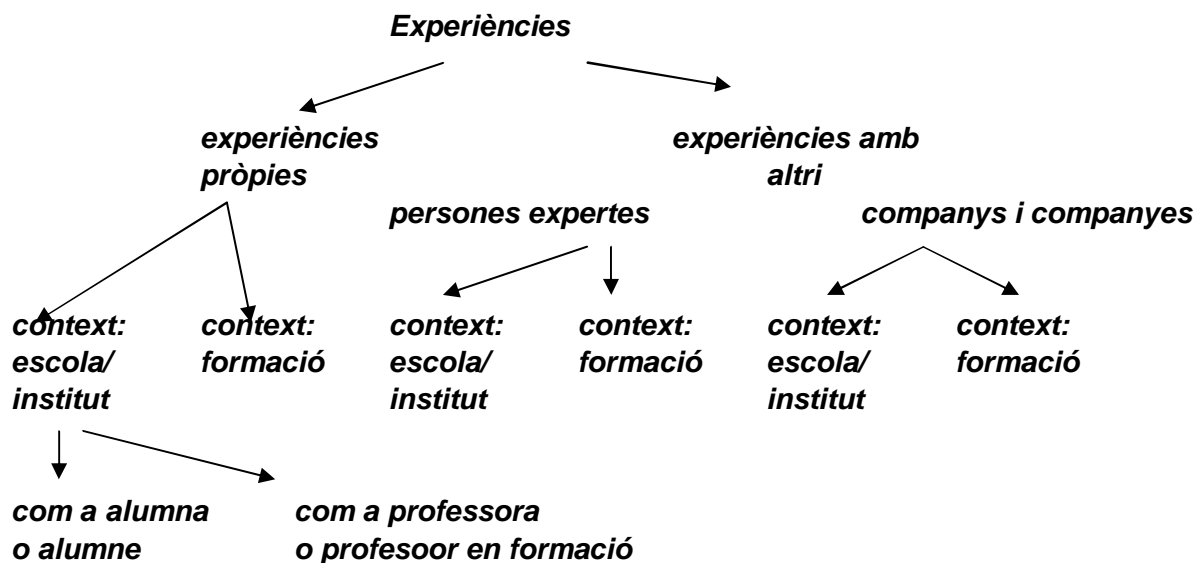 Experiències
experiències
pròpies
experiències amb
altri
persones expertes
companys i companyes
context:
escola/
institut
context:
formació
context:
escola/
institut
context:
formació
context:
escola/
institut
context:
formació
com a alumna
o alumne
com a professora
o profesoor en formació